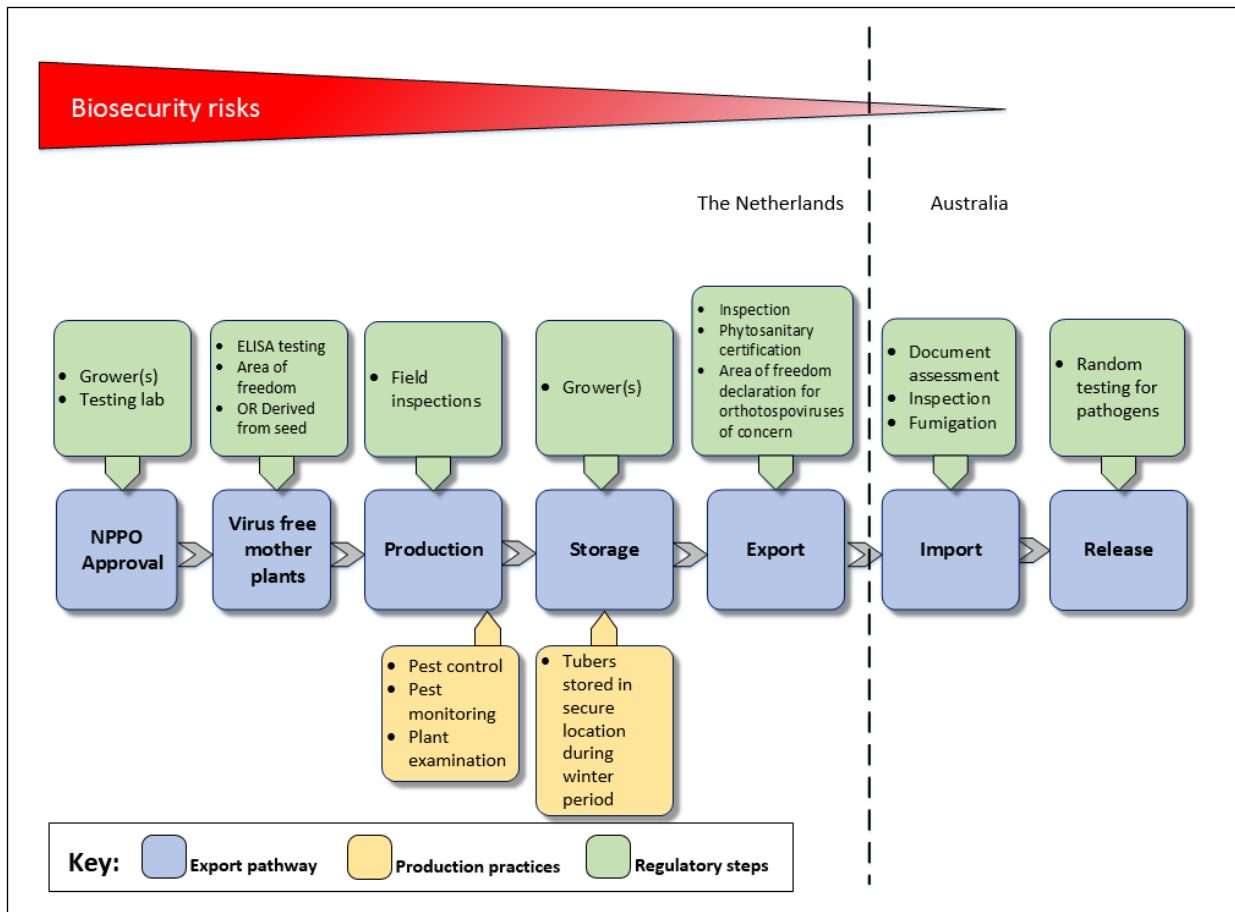 Biosecurity risks
The Netherlands
Australia
• Grower(s)
• Testing lab
• ELISA testing
• Area of
freedom
• OR Derived
from seed
• Field
inspections
• Grower(s)
• Inspection
• Phytosanitary
certification
• Area of freedom
declaration for
orthotospoviruses
of concern
• Document
assessment
• Inspection
• Fumigation
• Random
testing for
pathogens
NPPO
Approval
Virus free
mother
plants
Production
Storage
Export
Import
Release
• Pest control
• Pest
monitoring
• Plant
examination
• Tubers
stored in
secure
location
during
winter
period
Key:
Export pathway
Production practices
Regulatory steps